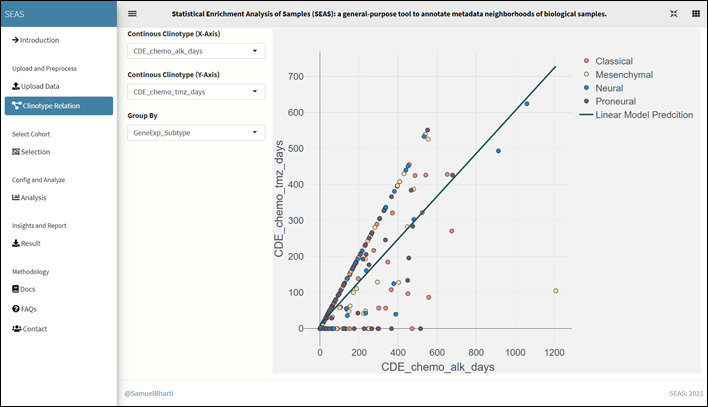 SEAS
Statistical Enrichment Analysis of Samples (SEAS): a general-purpose tool to annotate metadata neighborhoods of biological samples.
Introduction
Upload and Preprocess
Upload Data
Clinotype Relation
Select Cohort
Selection
Config and Analyze
Analysis
Insights and Report
Result
Methodology
Docs
FAQs
Contact
Continous Clinotype (X-Axis)
CDE_chemo_alk_days
Continous Clinotype (Y-Axis)
CDE_chemo_tmz_days
Group By
GeneExp_Subtype
CDE_chemo_tmz_days
700
600
500
400
300
200
100
0
0
200
400
600
800
1000
1200
CDE_chemo_alk_days
Classical
Mesenchymal
Neural
Proneural
Linear Model Predcition
@SamuelBharti
SEAS: 2021